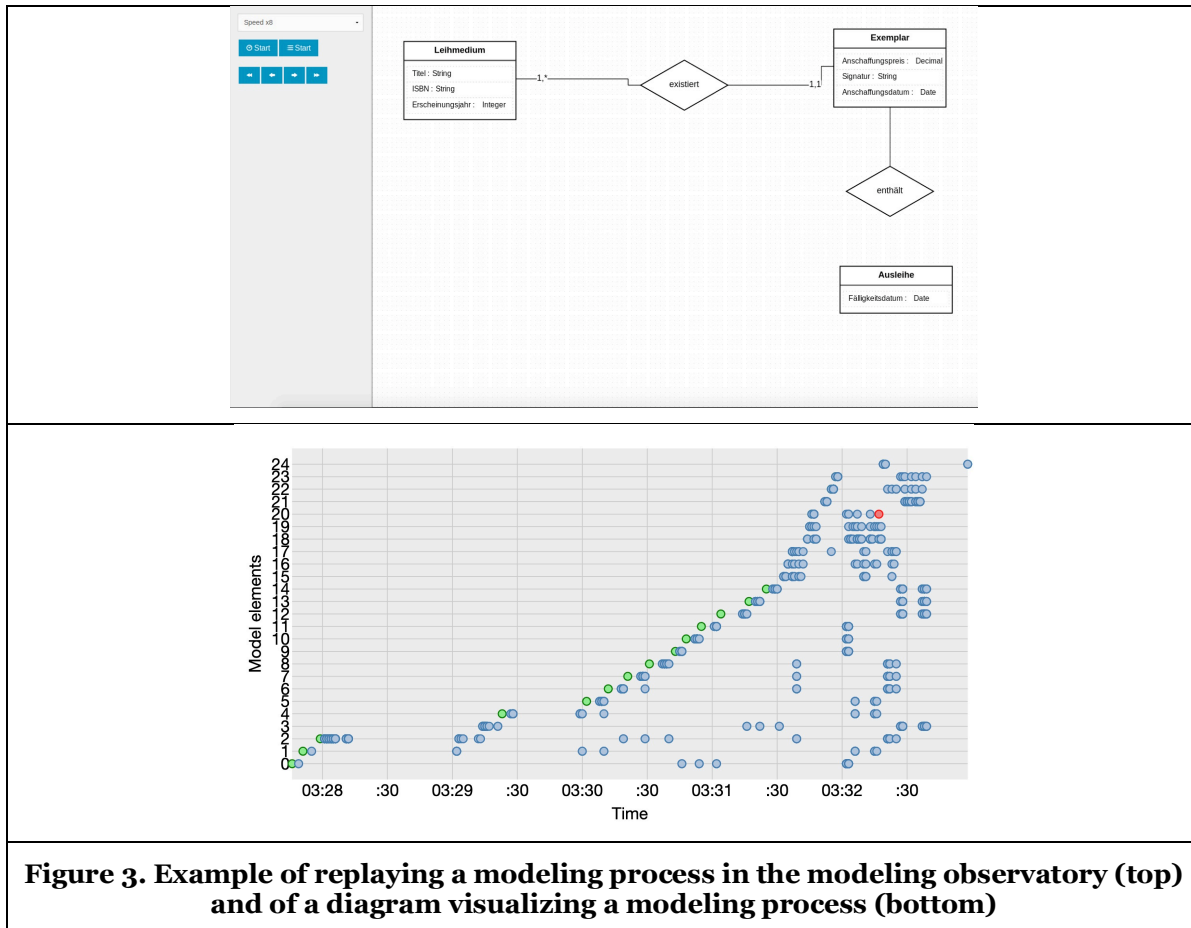 Speed x8
Start Start
Leihmedium
Titel : String
ISBN : String
Erscheinungsjahr : Integer
1,*
existiert
1,1
Exemplar
Anschaffungspreis : Decimal
Signatur : String
Anschaffungsdatum : Date
enthält
Ausleihe
Fälligkeitsdatum : Date
Model elements
24
23
22
21
20
19
18
17
16
15
14
13
12
11
10
9
8
7
6
5
4
3
2
1
0
03:28 :30 03:29 :30 03:30 :30 03:31 :30 03:32 :30
Time
Figure 3. Example of replaying a modeling process in the modeling observatory (top)
and of a diagram visualizing a modeling process (bottom)